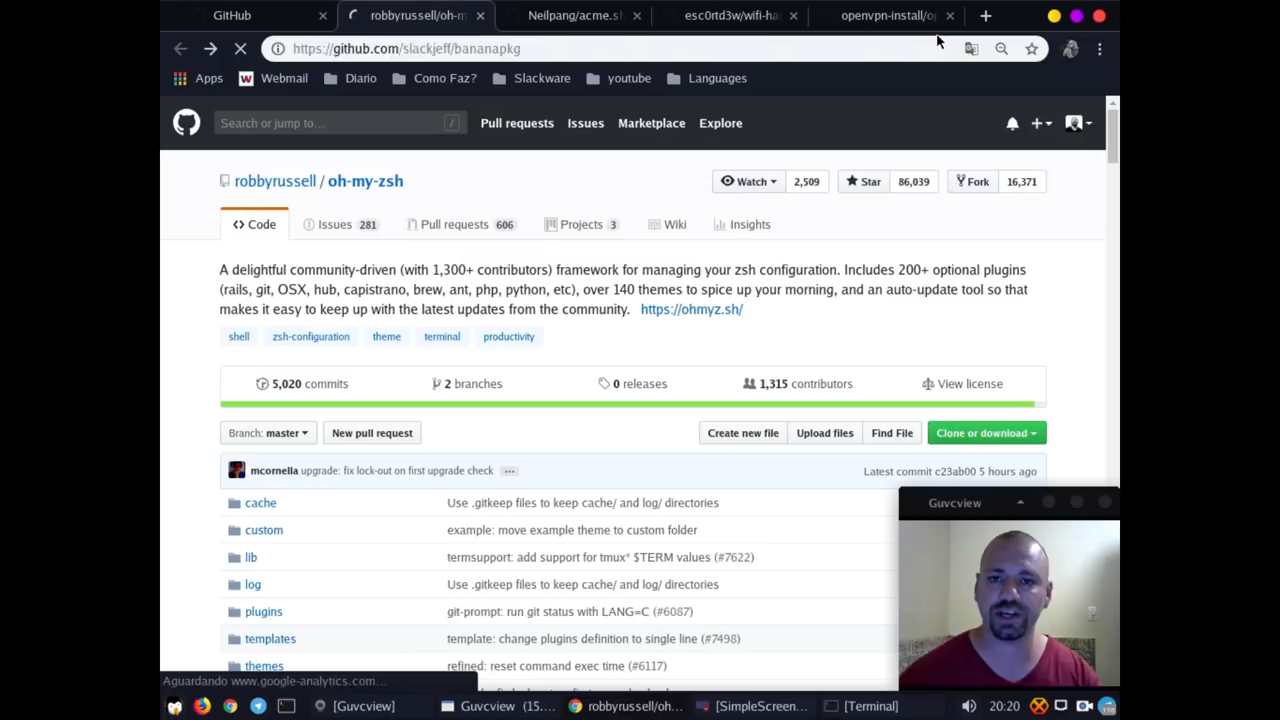 GitHub
robbyrussell/oh-m
Neilpang/acme.s
esc0rtd3w/wifi-ha
openvpn-install/o
https://github.com/slackjeff/bananapkg
Apps Webmail Diario Como Faz? Slackware youtube Languages
Search or jump to… / Pull requests Issues Marketplace Explore
robbyrussell / oh-my-zsh
Watch 2,509 Star 86,039 Fork 16,371
Code Issues 281 Pull requests 606 Projects 3 Wiki Insights
A delightful community-driven (with 1,300+ contributors) framework for managing your zsh configuration. Includes 200+ optional plugins
(rails, git, OSX, hub, capistrano, brew, ant, php, python, etc), over 140 themes to spice up your morning, and an auto-update tool so that
makes it easy to keep up with the latest updates from the community. https://ohmyz.sh/
shell zsh-configuration theme terminal productivity
5,020 commits 2 branches 0 releases 1,315 contributors View license
Branch: master New pull request Create new file Upload files Find File Clone or download
mcornella upgrade: fix lock-out on first upgrade check … Latest commit c23ab00 5 hours ago
cache Use .gitkeep files to keep cache/ and log/ directories
custom example: move example theme to custom folder
lib termsupport: add support for tmux* $TERM values (#7622)
log Use .gitkeep files to keep cache/ and log/ directories
plugins git-prompt: run git status with LANG=C (#6087)
templates template: change plugins definition to single line (#7498)
themes refined: reset command exec time (#6117)
Guvcview
Aguardando www.google-analytics.com…
[Guvcview] Guvcview (15.... robbyrussell/oh... [SimpleScreen... [Terminal] 20:20